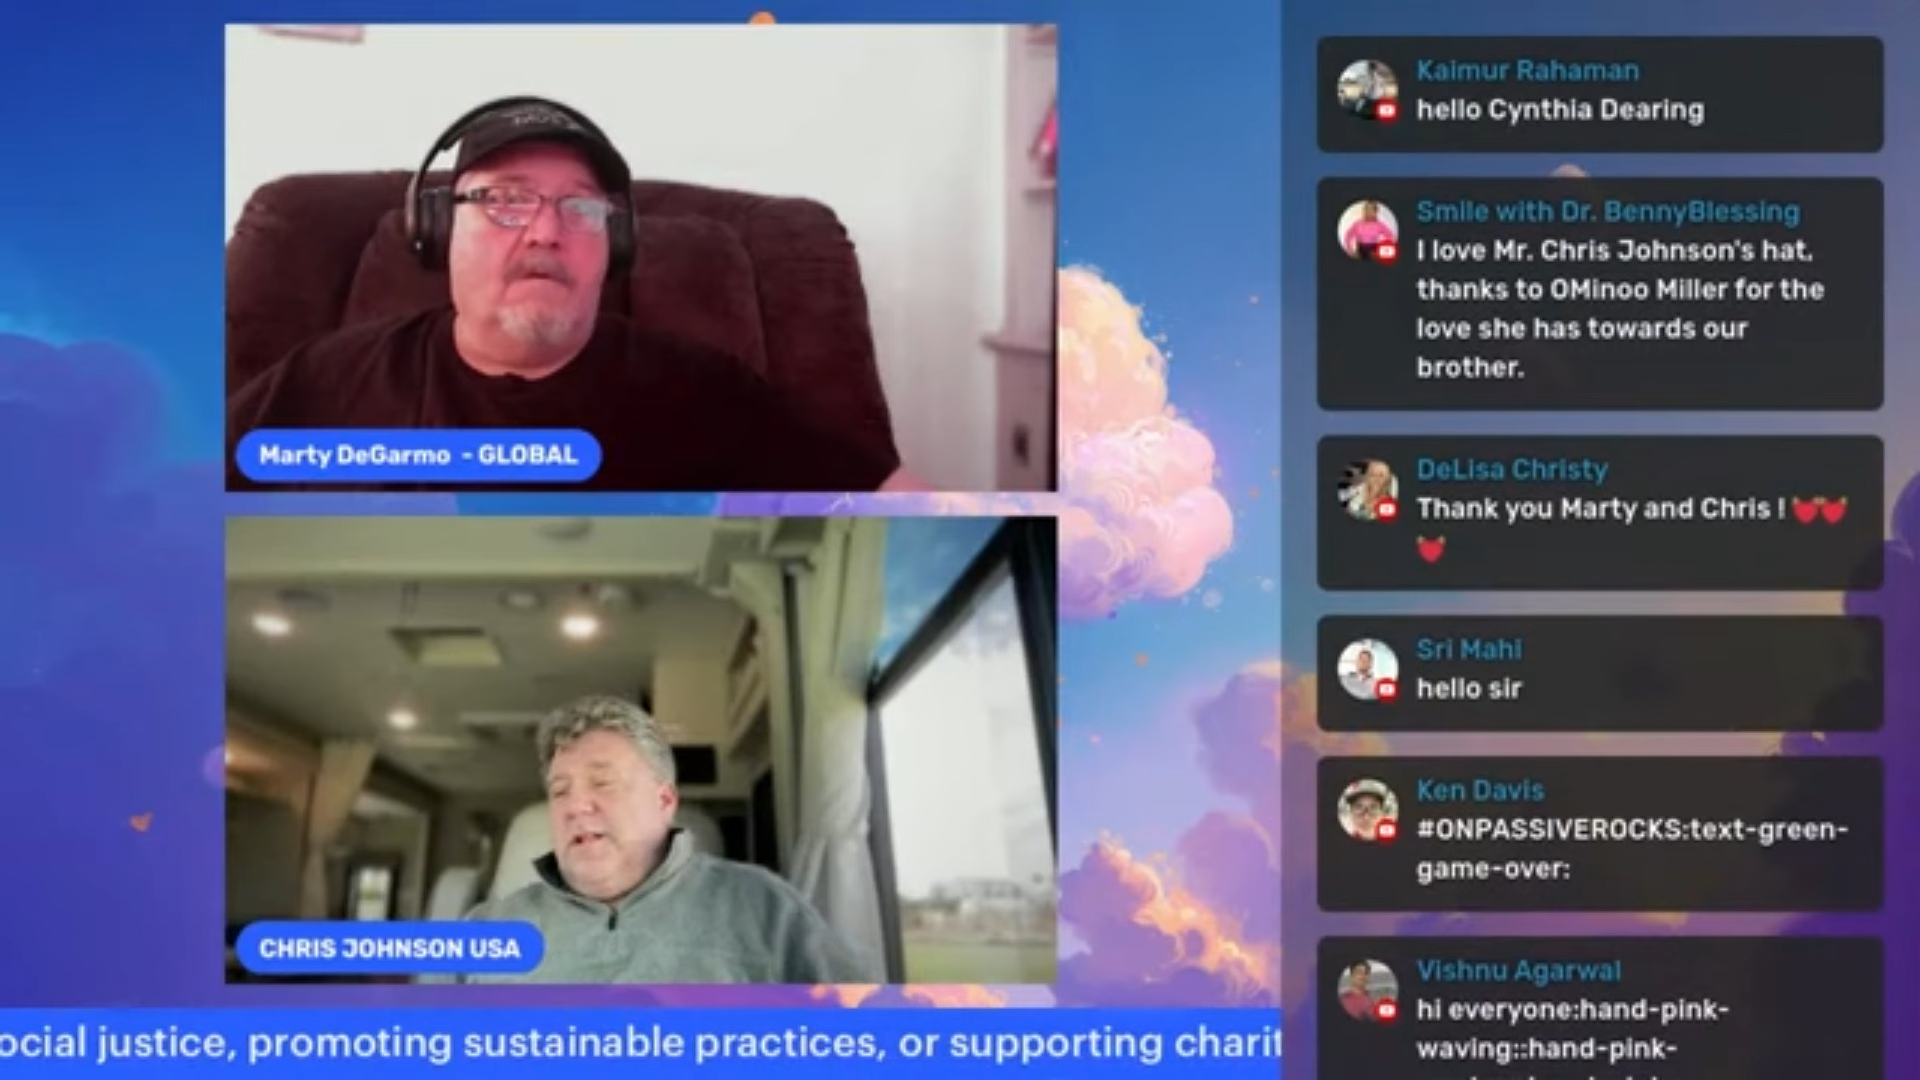 Marty DeGarmo - GLOBAL
CHRIS JOHNSON USA
ocial justice, promoting sustainable practices, or supporting charit
Kaimur Rahaman
hello Cynthia Dearing
Smile with Dr. BennyBlessing
I love Mr. Chris Johnson's hat.
thanks to OMinoo Miller for the
love she has towards our
brother.
DeLisa Christy
Thank you Marty and Chris ! 💓💓
💓
Sri Mahi
hello sir
Ken Davis
#ONPASSIVEROCKS:text-green-
game-over:
Vishnu Agarwal
hi everyone:hand-pink-
waving::hand-pink-